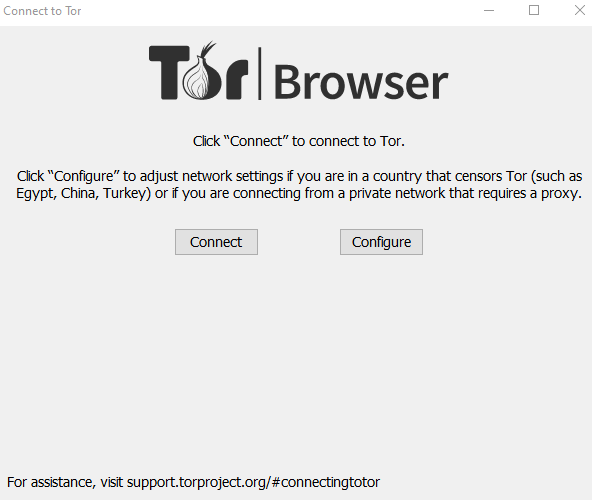 Connect to Tor
Tor Browser
Click “Connect” to connect to Tor.
Click “Configure” to adjust network settings if you are in a country that censors Tor (such as
Egypt, China, Turkey) or if you are connecting from a private network that requires a proxy.
Connect Configure
For assistance, visit support.torproject.org/#connectingtotor